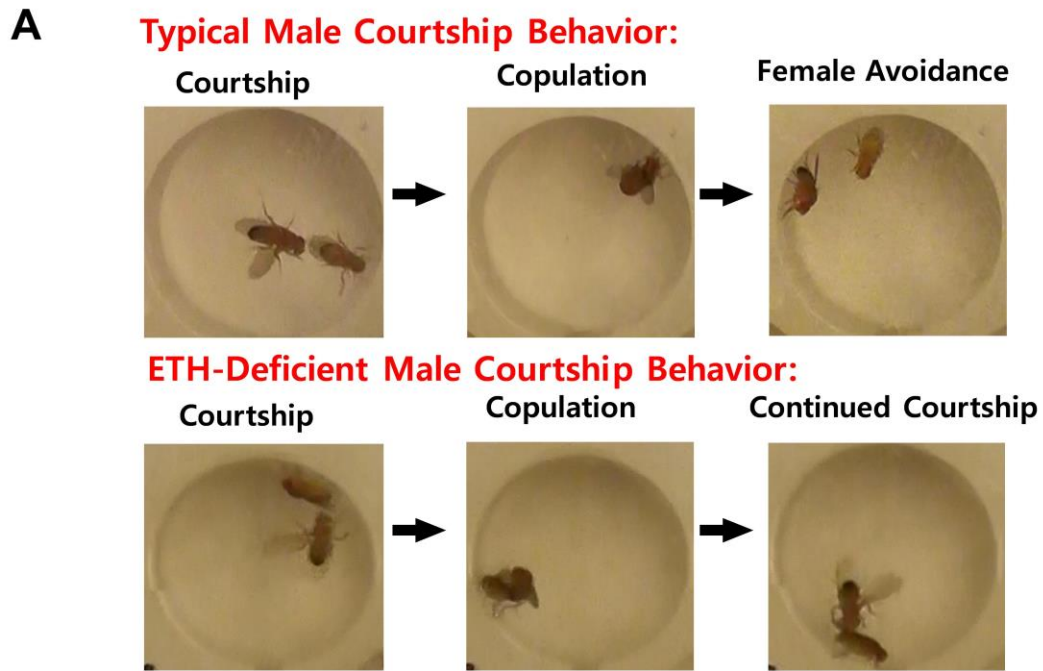 A
Typical Male Courtship Behavior:
Courtship
Copulation
Female Avoidance
ETH-Deficient Male Courtship Behavior:
Courtship
Copulation
Continued Courtship